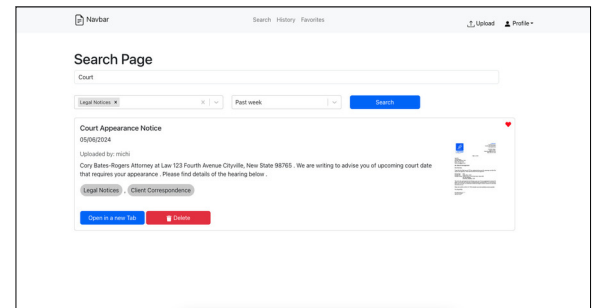 Navbar
Search History Favorites
Upload
Profile
Search Page
Court
Legal Notices ×
Past week
Search
Court Appearance Notice
05/06/2024
Uploaded by: michi
Cory Bates-Rogers Attorney at Law 123 Fourth Avenue Cityville, New State 98765 . We are writing to advise you of upcoming court date
that requires your appearance . Please find details of the hearing below .
Legal Notices , Client Correspondence
Open in a new Tab
Delete